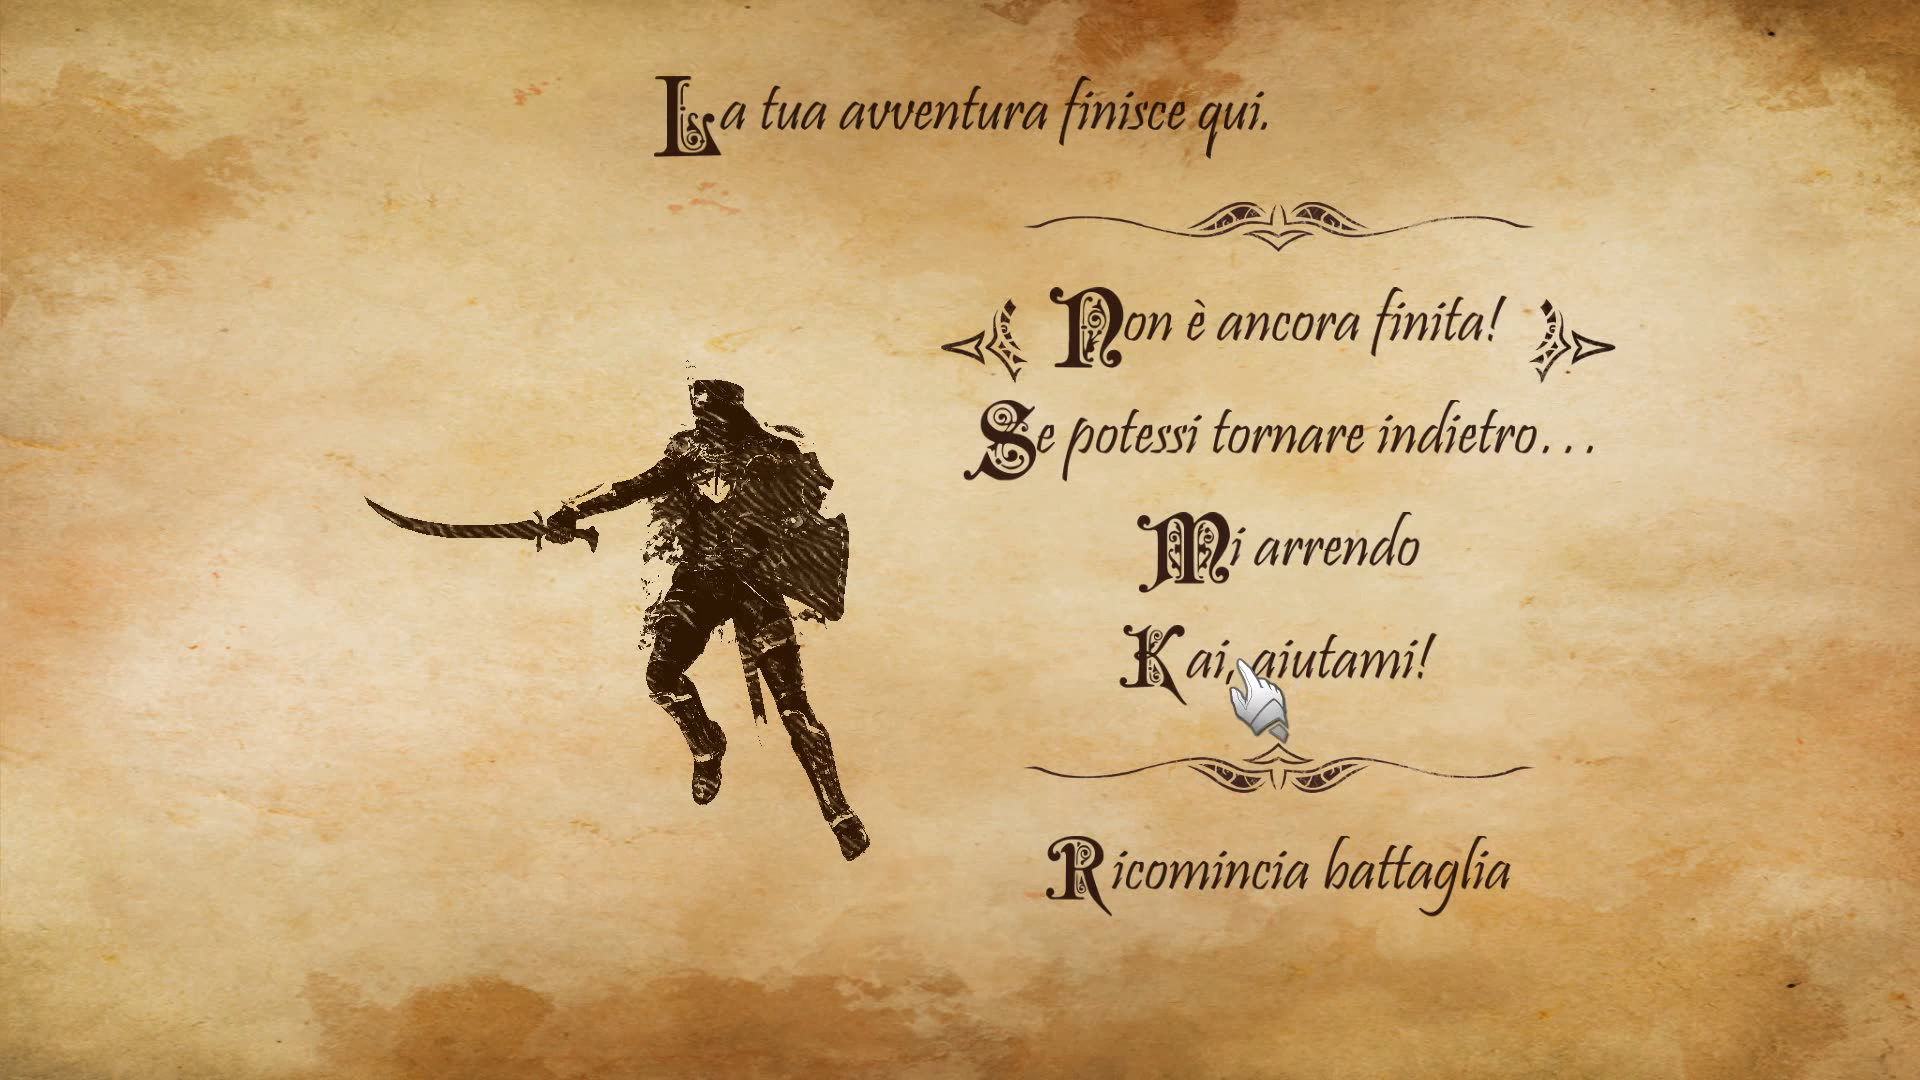 La tua avventura finisce qui.
Non è ancora finita!
Se potessi tornare indietro...
Mi arrendo
Kai, aiutami!
Ricomincia battaglia